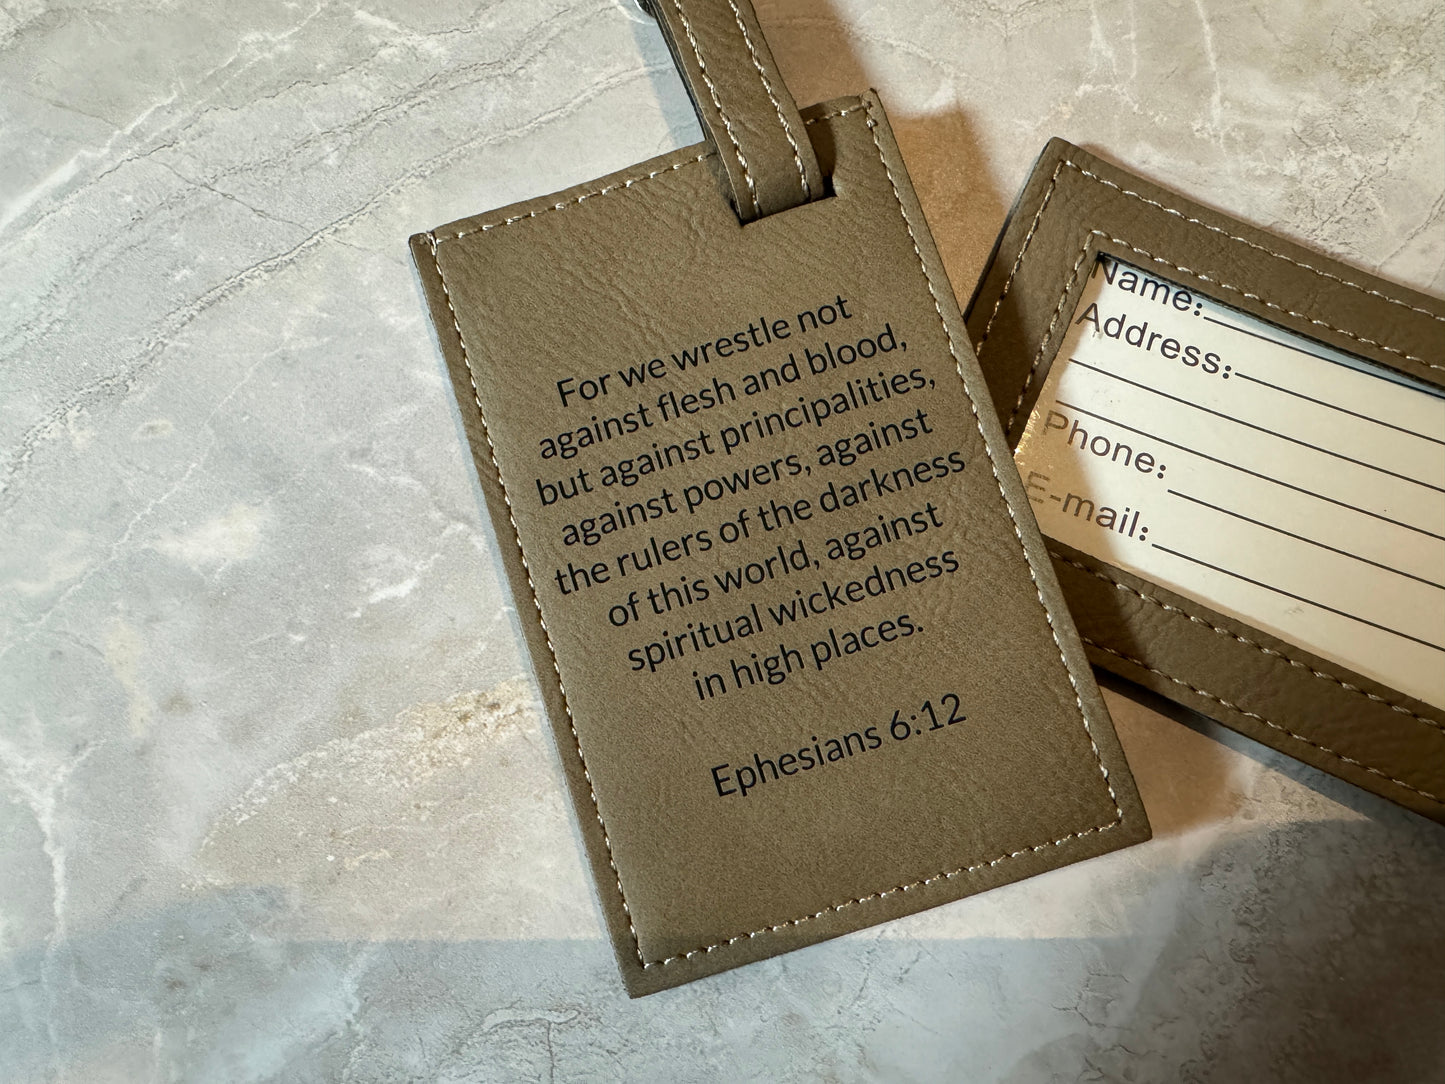 For we wrestle not
against flesh and blood,
but against principalities,
against powers, against
the rulers of the darkness
of this world, against
spiritual wickedness
in high places.
Ephesians 6:12
Name:
Address:
Phone:
E-mail: